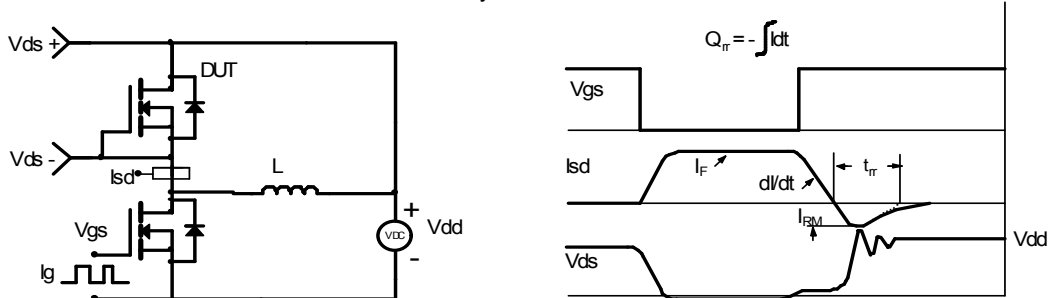 Vds +
DUT
Vds -
Isd
L
Vgs
+
VDC
Vdd
-
Ig
Qrr = - ∫Idt
Vgs
Isd
IF
dI/dt
trr
IRM
Vdd
Vds